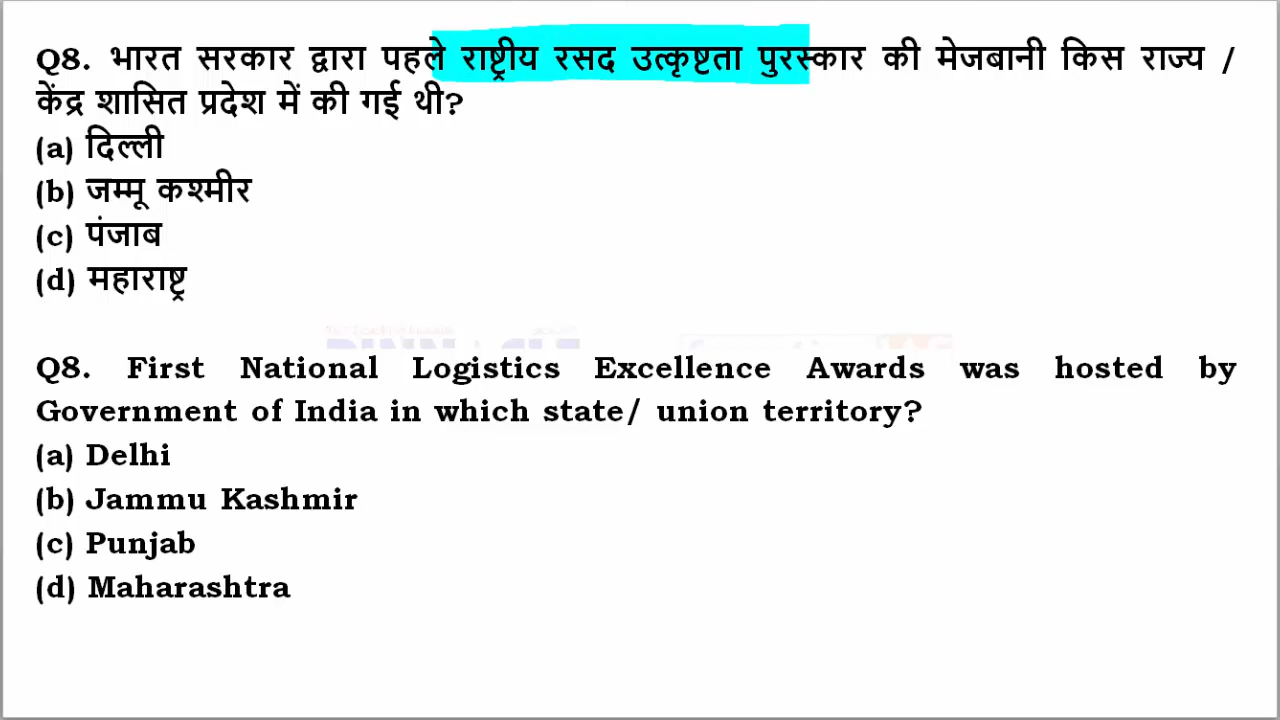 Q8. भारत सरकार द्वारा पहले राष्ट्रीय रसद उत्कृष्टता पुरस्कार की मेजबानी किस राज्य /
केंद्र शासित प्रदेश में की गई थी?
(a) दिल्ली
(b) जम्मू कश्मीर
(c) पंजाब
(d) महाराष्ट्र
Q8. First National Logistics Excellence Awards was hosted by
Government of India in which state/ union territory?
(a) Delhi
(b) Jammu Kashmir
(c) Punjab
(d) Maharashtra